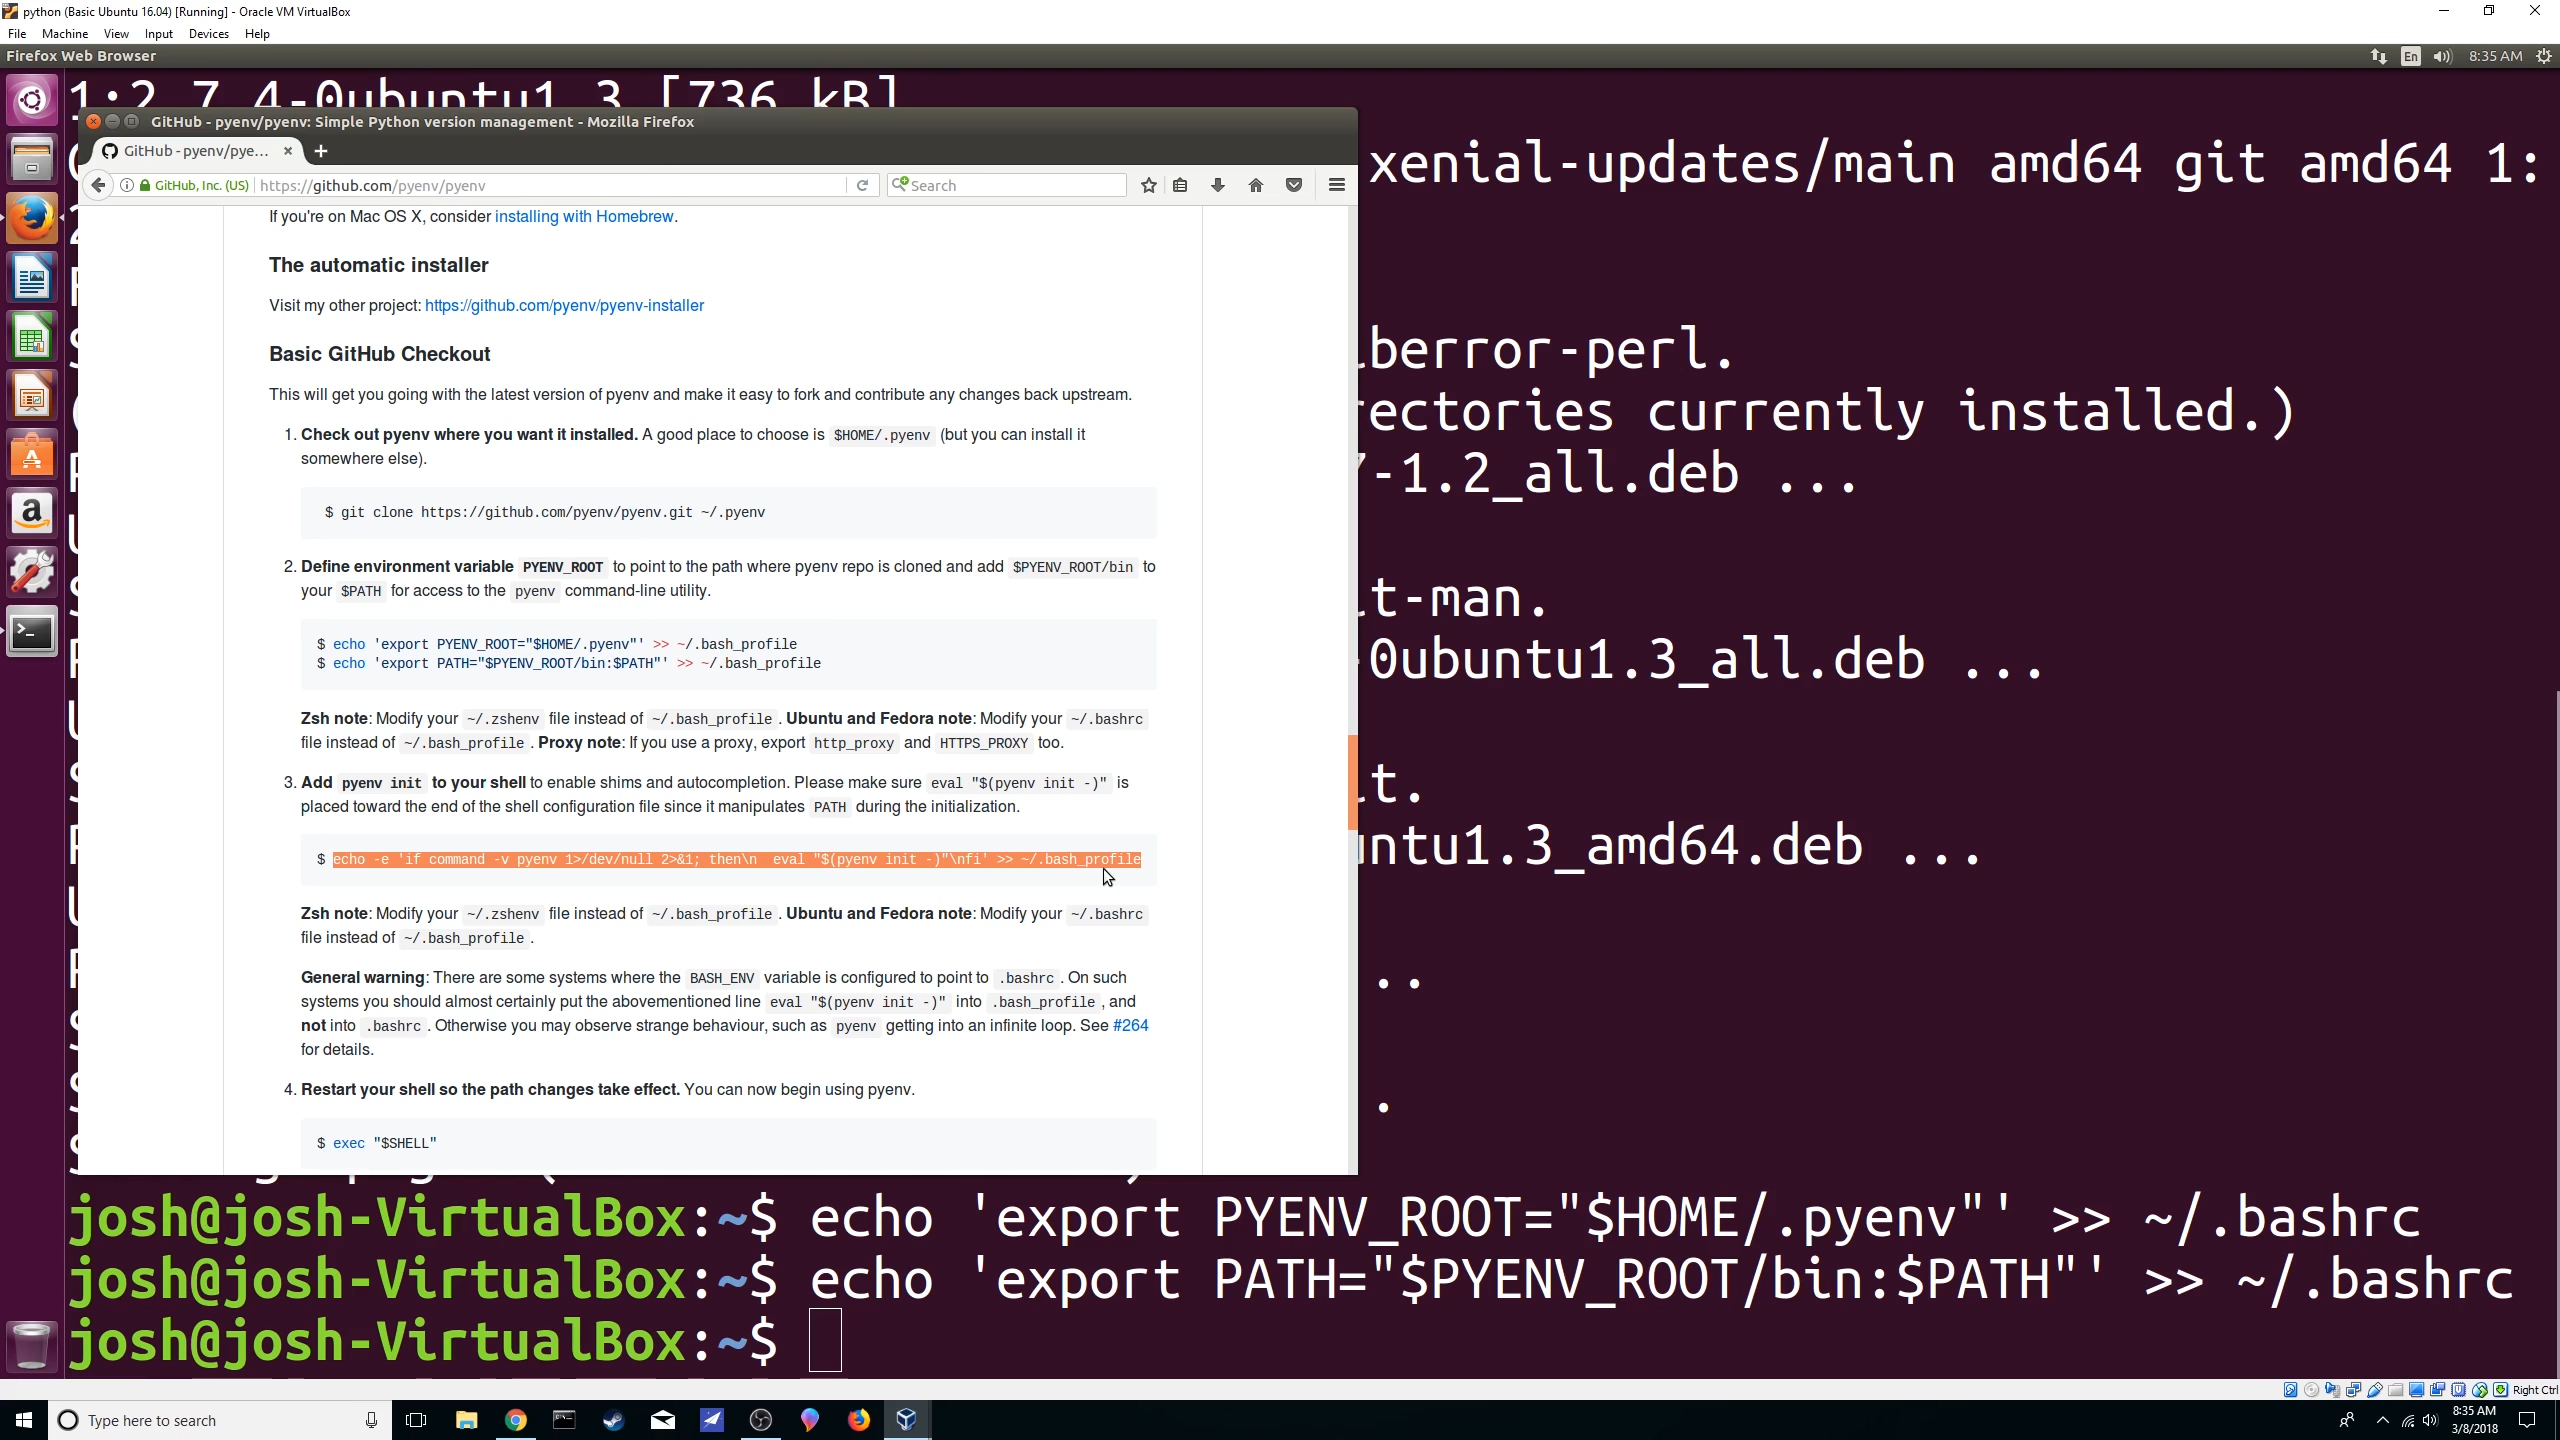 python (Basic Ubuntu 16.04) [Running] - Oracle VM VirtualBox
File Machine View Input Devices Help
Firefox Web Browser
En
8:35 AM
1:2.7.4-0ubuntu1.3 [736 kB]
GitHub - pyenv/pyenv: Simple Python version management - Mozilla Firefox
GitHub - pyenv/pye...
xenial-updates/main amd64 git amd64 1:
GitHub, Inc. (US) https://github.com/pyenv/pyenv
Search
If you're on Mac OS X, consider installing with Homebrew.
The automatic installer
Visit my other project: https://github.com/pyenv/pyenv-installer
Basic GitHub Checkout
berror-perl.
This will get you going with the latest version of pyenv and make it easy to fork and contribute any changes back upstream.
ectories currently installed.)
1. Check out pyenv where you want it installed. A good place to choose is $HOME/.pyenv (but you can install it
somewhere else).
-1.2_all.deb ...
$ git clone https://github.com/pyenv/pyenv.git ~/.pyenv
2. Define environment variable PYENV_ROOT to point to the path where pyenv repo is cloned and add $PYENV_ROOT/bin to
your $PATH for access to the pyenv command-line utility.
t-man.
$ echo 'export PYENV_ROOT="$HOME/.pyenv"' >> ~/.bash_profile
$ echo 'export PATH="$PYENV_ROOT/bin:$PATH"' >> ~/.bash_profile
0ubuntu1.3_all.deb ...
Zsh note: Modify your ~/.zshenv file instead of ~/.bash_profile. Ubuntu and Fedora note: Modify your ~/.bashrc
file instead of ~/.bash_profile. Proxy note: If you use a proxy, export http_proxy and HTTPS_PROXY too.
3. Add pyenv init to your shell to enable shims and autocompletion. Please make sure eval "$(pyenv init -)" is
placed toward the end of the shell configuration file since it manipulates PATH during the initialization.
t.
$ echo -e 'if command -v pyenv 1>/dev/null 2>&1; then\n  eval "$(pyenv init -)"\nfi' >> ~/.bash_profile
untu1.3_amd64.deb ...
Zsh note: Modify your ~/.zshenv file instead of ~/.bash_profile. Ubuntu and Fedora note: Modify your ~/.bashrc
file instead of ~/.bash_profile.
General warning: There are some systems where the BASH_ENV variable is configured to point to .bashrc. On such
systems you should almost certainly put the abovementioned line eval "$(pyenv init -)" into .bash_profile, and
not into .bashrc. Otherwise you may observe strange behaviour, such as pyenv getting into an infinite loop. See #264
for details.
..
4. Restart your shell so the path changes take effect. You can now begin using pyenv.
.
$ exec "$SHELL"
josh@josh-VirtualBox:~$ echo 'export PYENV_ROOT="$HOME/.pyenv"' >> ~/.bashrc
josh@josh-VirtualBox:~$ echo 'export PATH="$PYENV_ROOT/bin:$PATH"' >> ~/.bashrc
josh@josh-VirtualBox:~$
Right Ctrl
Type here to search
8:35 AM
3/8/2018